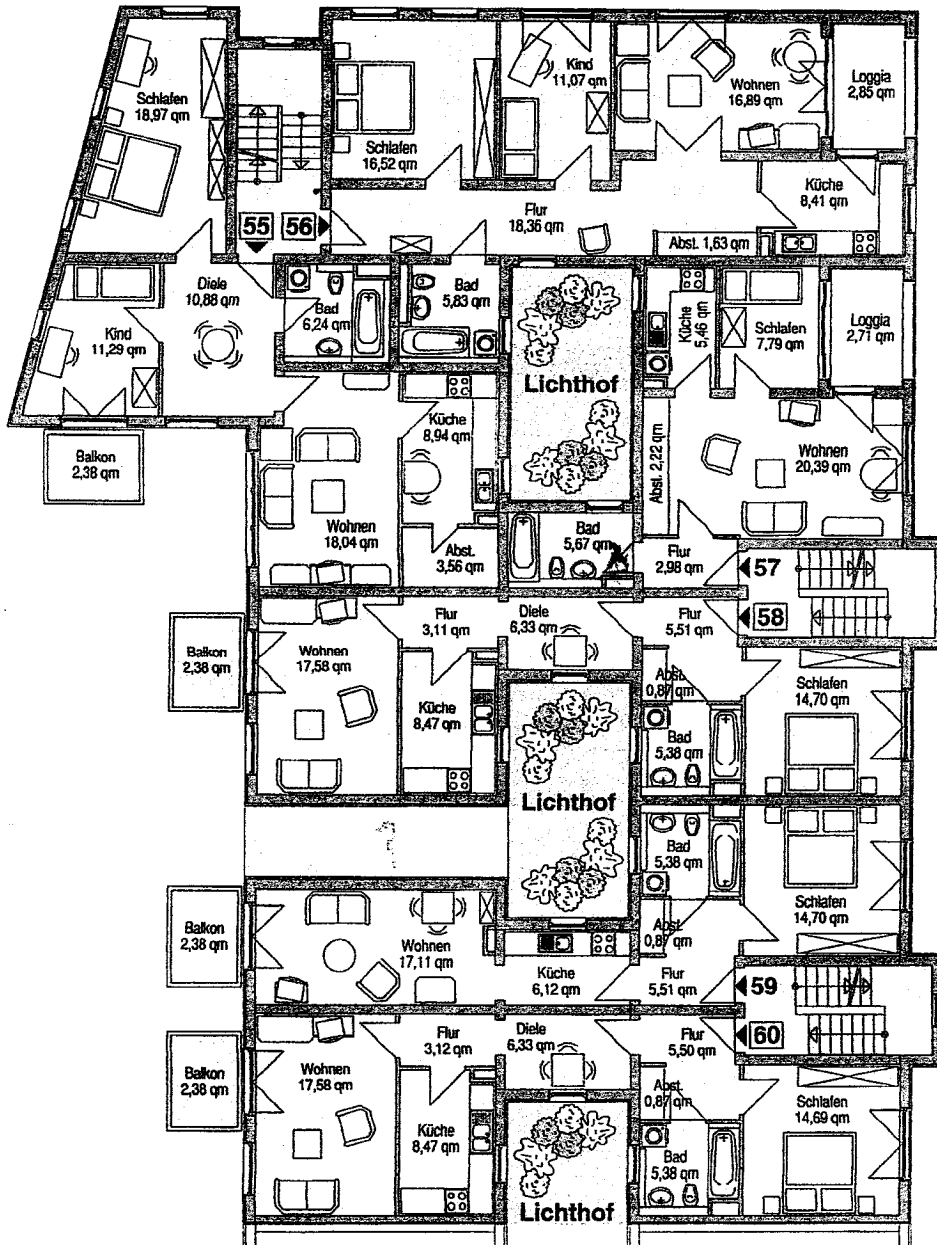 Schlafen
18,97 qm
Schlafen
16,52 qm
Kind
11,07 qm
Wohnen
16,89 qm
Loggia
2,85 qm
55
56
Flur
18,36 qm
Küche
8,41 qm
Abst. 1,63 qm
Diele
10,88 qm
Kind
11,29 qm
Bad
6,24 qm
Bad
5,83 qm
Lichthof
Küche
5,46 qm
Schlafen
7,79 qm
Loggia
2,71 qm
Balkon
2,38 qm
Küche
8,94 qm
Wohnen
18,04 qm
Abst.
3,56 qm
Abst. 2,22 qm
Wohnen
20,39 qm
Bad
5,67 qm
Flur
2,98 qm
57
58
Balkon
2,38 qm
Wohnen
17,58 qm
Flur
3,11 qm
Diele
6,33 qm
Flur
5,51 qm
Küche
8,47 qm
Abst.
0,87 qm
Schlafen
14,70 qm
Bad
5,38 qm
Lichthof
Bad
5,38 qm
Schlafen
14,70 qm
Balkon
2,38 qm
Wohnen
17,11 qm
Abst.
0,87 qm
Küche
6,12 qm
Flur
5,51 qm
59
60
Balkon
2,38 qm
Wohnen
17,58 qm
Flur
3,12 qm
Diele
6,33 qm
Flur
5,50 qm
Abst.
0,87 qm
Schlafen
14,69 qm
Küche
8,47 qm
Bad
5,38 qm
Lichthof